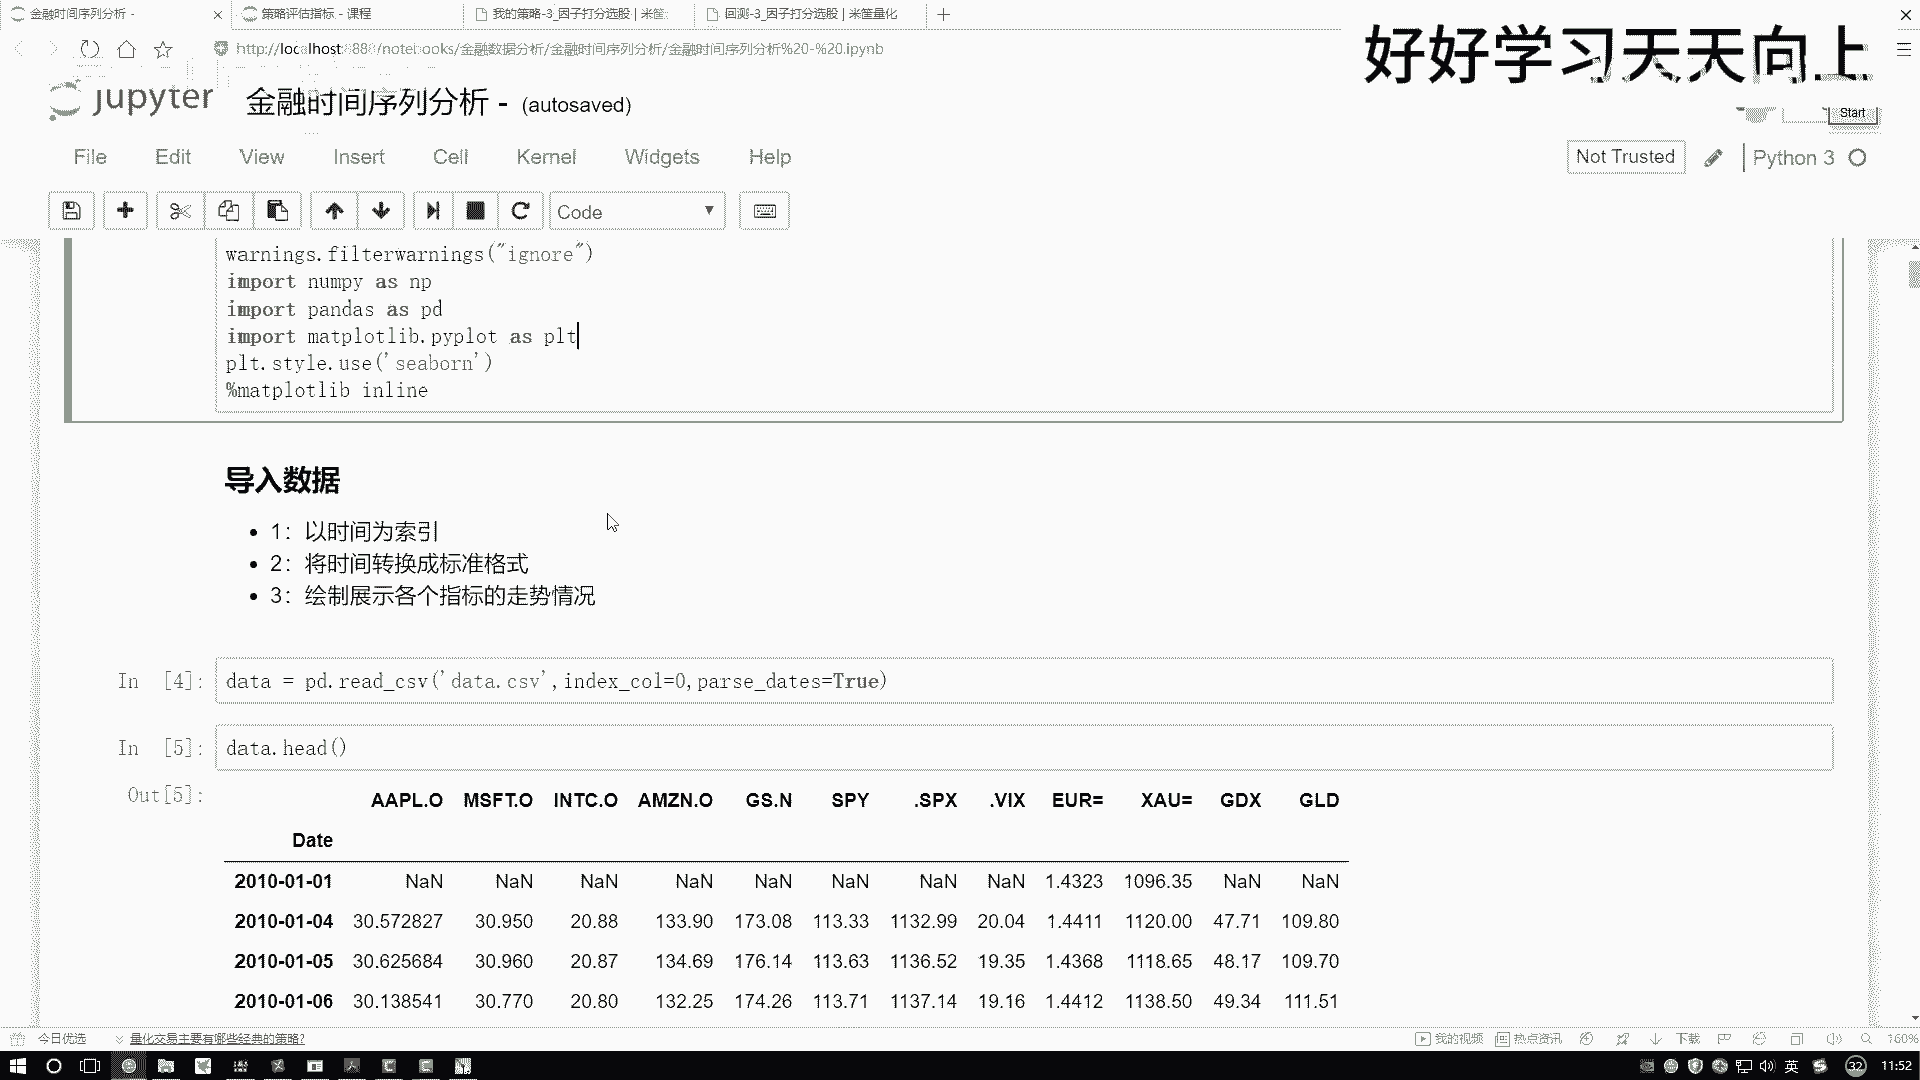 金融时间序列分析 -
策略评估指标 - 课程
我的策略-3_因子打分选股 | 米筐
回测-3_因子打分选股 | 米筐量化
http://localhost:888/notebooks/金融数据分析/金融时间序列分析/金融时间序列分析%20-%20.ipynb
好好学习天天向上
jupyter 金融时间序列分析 - (autosaved)
Start
File Edit View Insert Cell Kernel Widgets Help
Not Trusted
Python 3
Code
warnings.filterwarnings("ignore")
import numpy as np
import pandas as pd
import matplotlib.pyplot as plt
plt.style.use('seaborn')
%matplotlib inline
导入数据
• 1：以时间为索引
• 2：将时间转换成标准格式
• 3：绘制展示各个指标的走势情况
In [4]: data = pd.read_csv('data.csv',index_col=0,parse_dates=True)
In [5]: data.head()
Out[5]:
AAPL.O MSFT.O INTC.O AMZN.O GS.N SPY .SPX .VIX EUR= XAU= GDX GLD
Date
2010-01-01 NaN NaN NaN NaN NaN NaN NaN NaN 1.4323 1096.35 NaN NaN
2010-01-04 30.572827 30.950 20.88 133.90 173.08 113.33 1132.99 20.04 1.4411 1120.00 47.71 109.80
2010-01-05 30.625684 30.960 20.87 134.69 176.14 113.63 1136.52 19.35 1.4368 1118.65 48.17 109.70
2010-01-06 30.138541 30.770 20.80 132.25 174.26 113.71 1137.14 19.16 1.4412 1138.50 49.34 111.51
今日优选
量化交易主要有哪些经典的策略?
我的视频
热点资讯
下载
160%
英
32
11:52